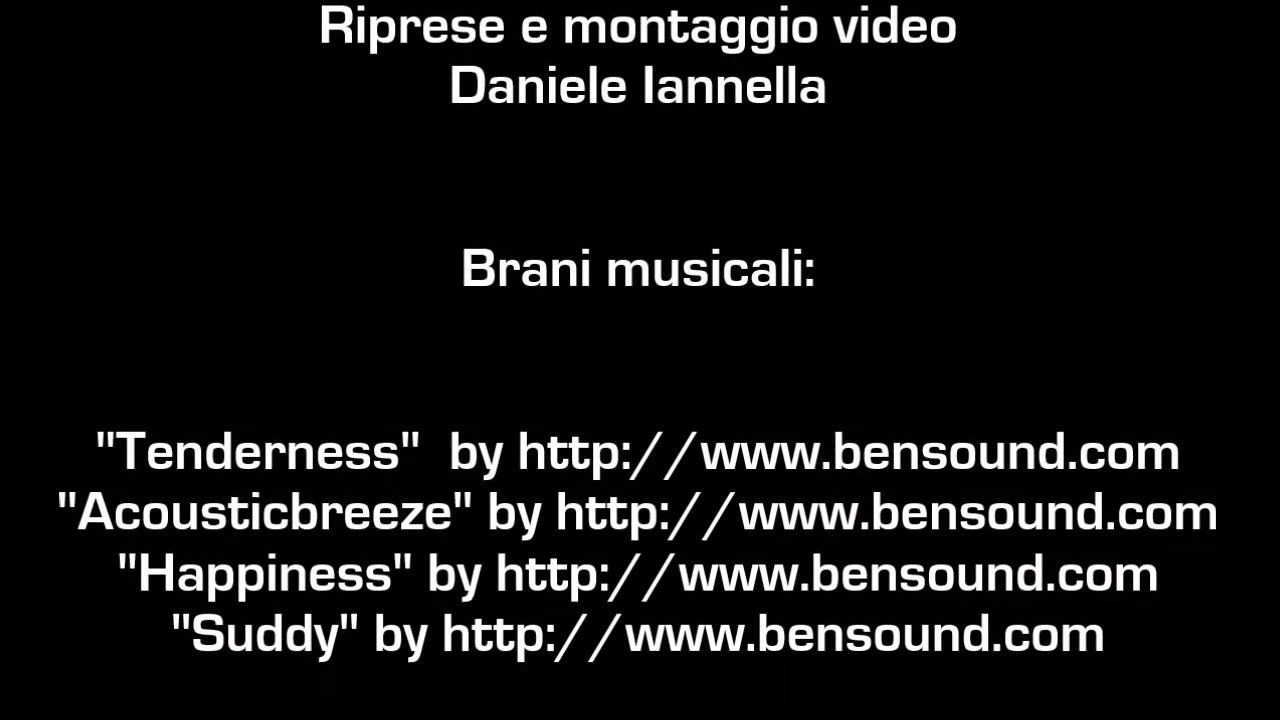 Riprese e montaggio video
Daniele Iannella
Brani musicali:
"Tenderness"  by http://www.bensound.com
"Acousticbreeze" by http://www.bensound.com
"Happiness" by http://www.bensound.com
"Suddy" by http://www.bensound.com